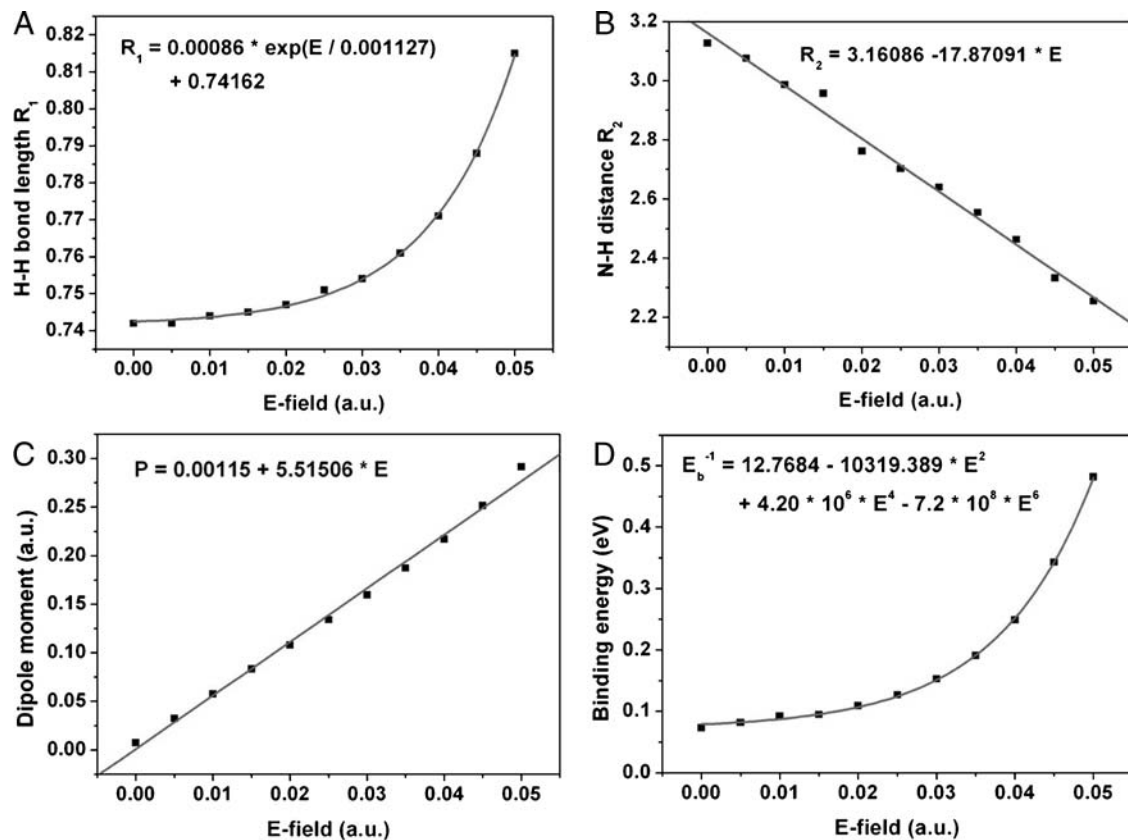 A
R₁ = 0.00086 * exp(E / 0.001127)
+ 0.74162
H-H bond length R₁
0.82
0.81
0.80
0.79
0.78
0.77
0.76
0.75
0.74
0.00 0.01 0.02 0.03 0.04 0.05
E-field (a.u.)
B
R₂ = 3.16086 -17.87091 * E
N-H distance R₂
3.2
3.0
2.8
2.6
2.4
2.2
0.00 0.01 0.02 0.03 0.04 0.05
E-field (a.u.)
C
P = 0.00115 + 5.51506 * E
Dipole moment (a.u.)
0.30
0.25
0.20
0.15
0.10
0.05
0.00
0.00 0.01 0.02 0.03 0.04 0.05
E-field (a.u.)
D
E_b⁻¹ = 12.7684 - 10319.389 * E²
+ 4.20 * 10⁶ * E⁴ - 7.2 * 10⁸ * E⁶
Binding energy (eV)
0.5
0.4
0.3
0.2
0.1
0.0
0.00 0.01 0.02 0.03 0.04 0.05
E-field (a.u.)